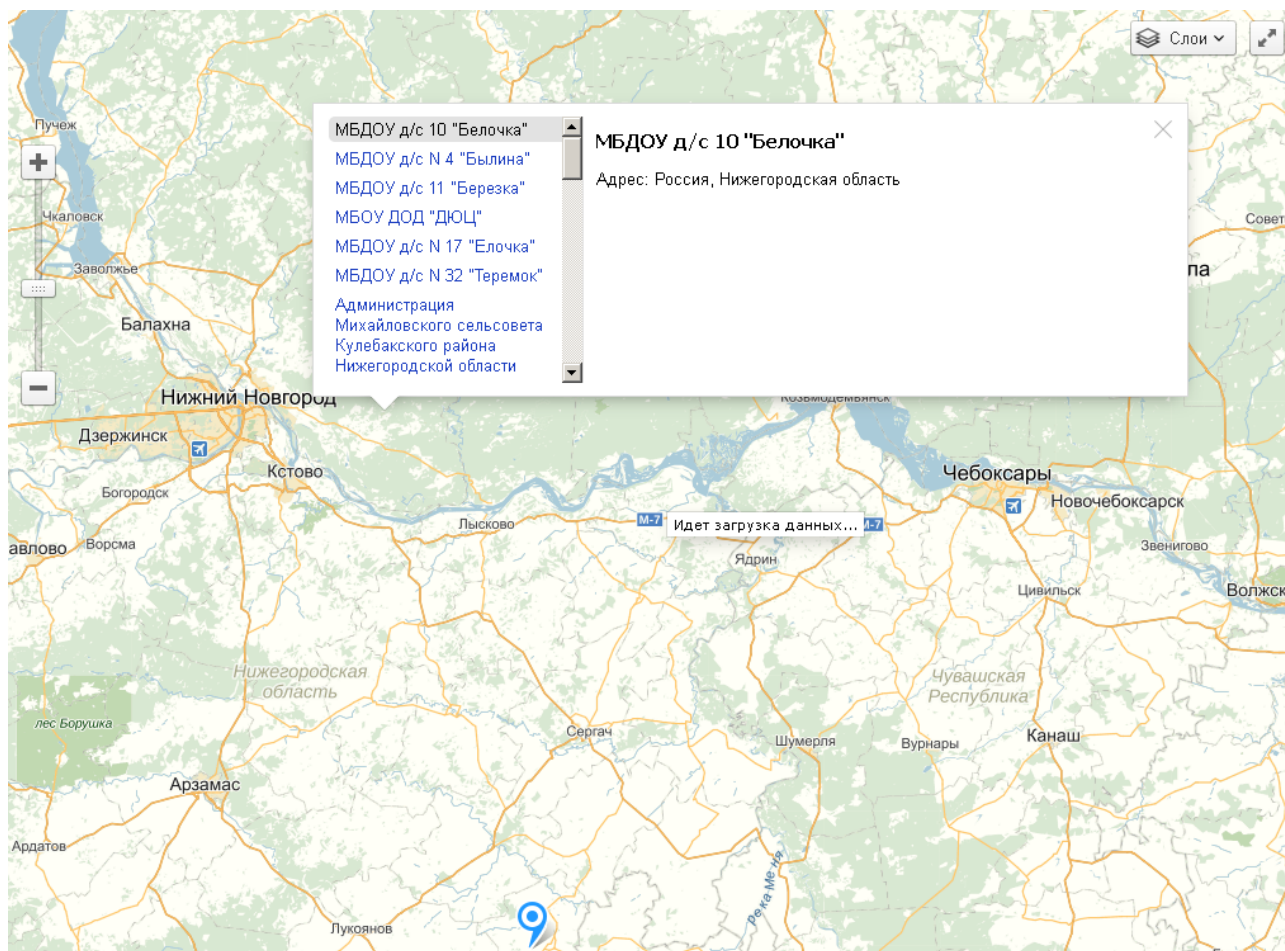 Слои
Пучеж
МБДОУ д/с 10 "Белочка"
МБДОУ д/с N 4 "Былина"
МБДОУ д/с 11 "Березка"
МБОУ ДОД "ДЮЦ"
МБДОУ д/с N 17 "Елочка"
МБДОУ д/с N 32 "Теремок"
Администрация
Михайловского сельсовета
Кулебакского района
Нижегородской области
МБДОУ д/с 10 "Белочка"
Адрес: Россия, Нижегородская область
Чкаловск
Совет
Заволжье
ла
Балахна
Нижний Новгород
Козьмодемьянск
Дзержинск
Кстово
Чебоксары
Богородск
Новочебоксарск
Лысково
М-7
Идет загрузка данных...
М-7
авлово
Ворсма
Ядрин
Звенигово
Цивильск
Волжск
Нижегородская
область
Чувашская
Республика
лес Борушка
Сергач
Шумерля
Вурнары
Канаш
Арзамас
Ардатов
река Меня
Лукоянов